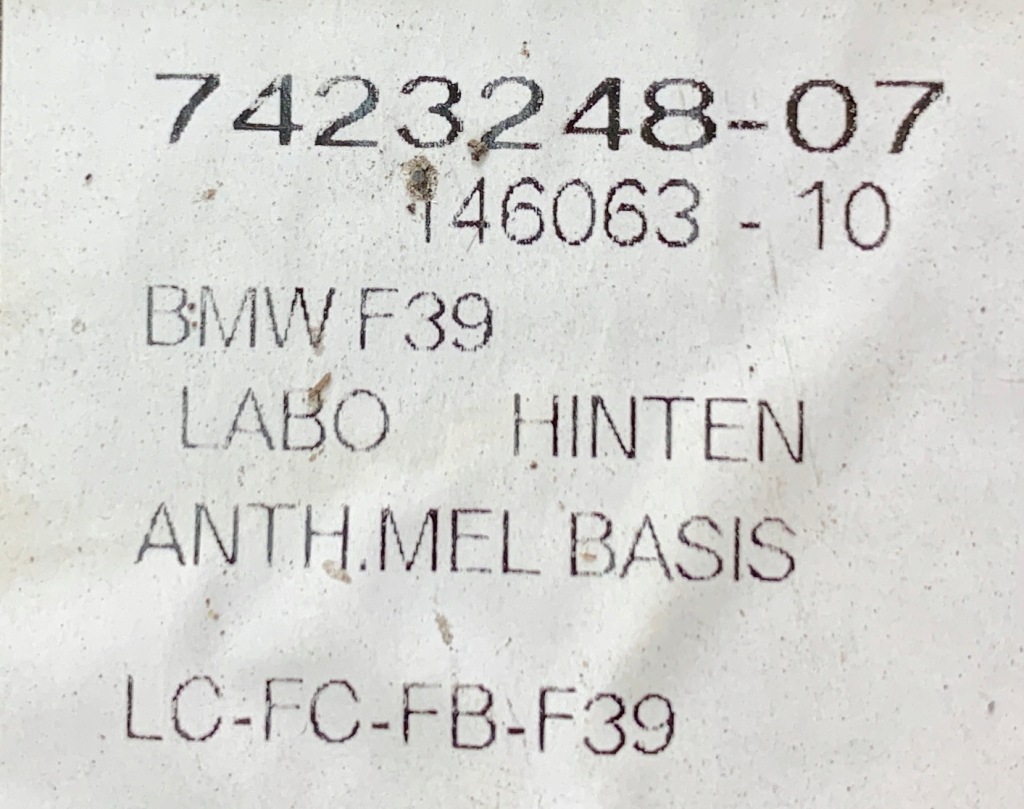 7423248-07
146063 - 10
BMW F39
LABO HINTEN
ANTH.MEL BASIS
LC-FC-FB-F39